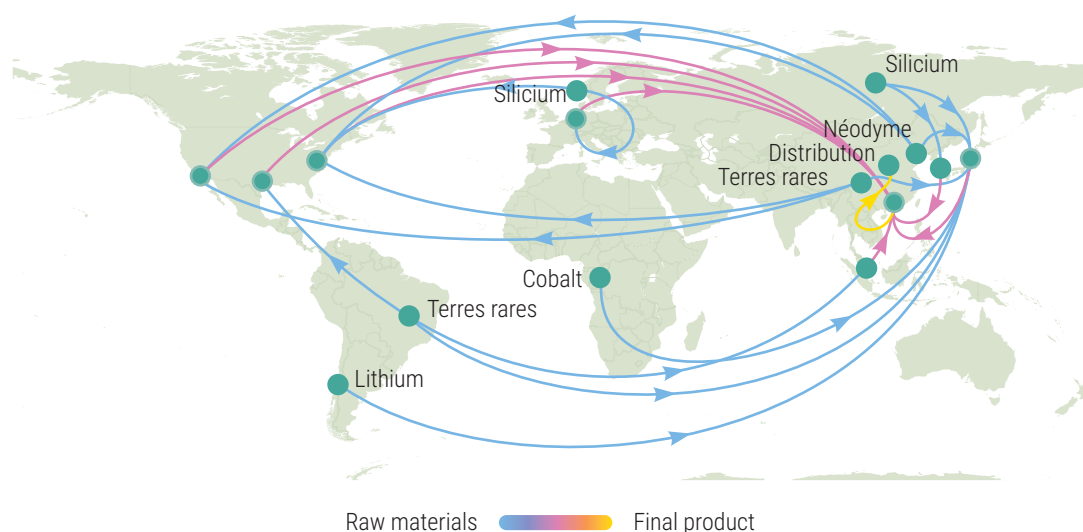 Silicium
Silicium
Néodyme
Distribution
Terres rares
Cobalt
Terres rares
Lithium
Raw materials
Final product